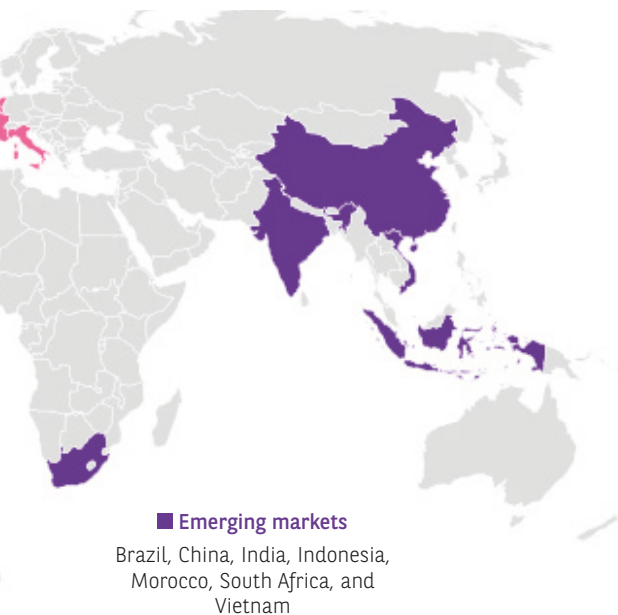 Emerging markets
Brazil, China, India, Indonesia,
Morocco, South Africa, and
Vietnam